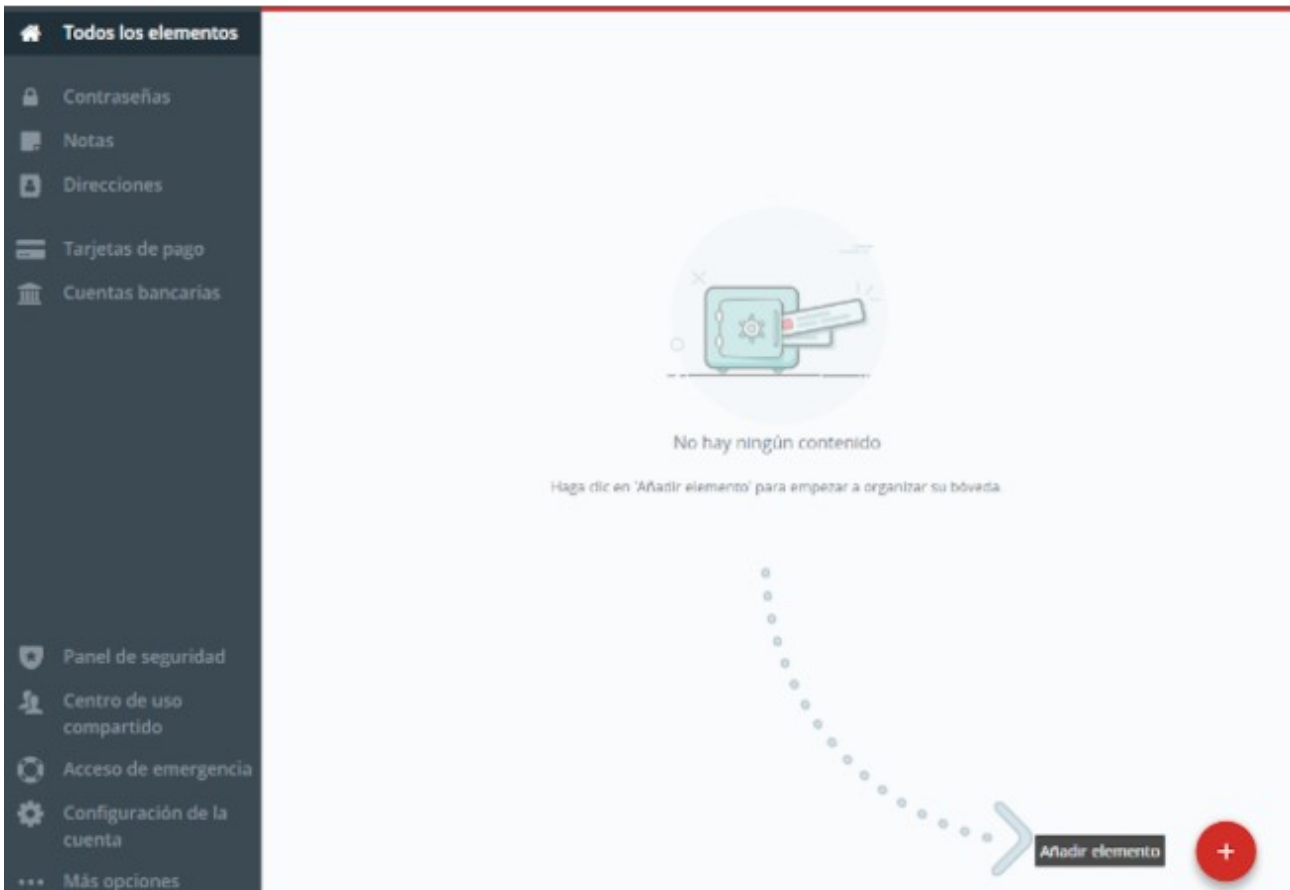 Todos los elementos
Contraseñas
Notas
Direcciones
Tarjetas de pago
Cuentas bancarias
Panel de seguridad
Centro de uso
compartido
Acceso de emergencia
Configuración de la
cuenta
Más opciones
No hay ningún contenido
Haga clic en 'Añadir elemento' para empezar a organizar su bóveda.
Añadir elemento